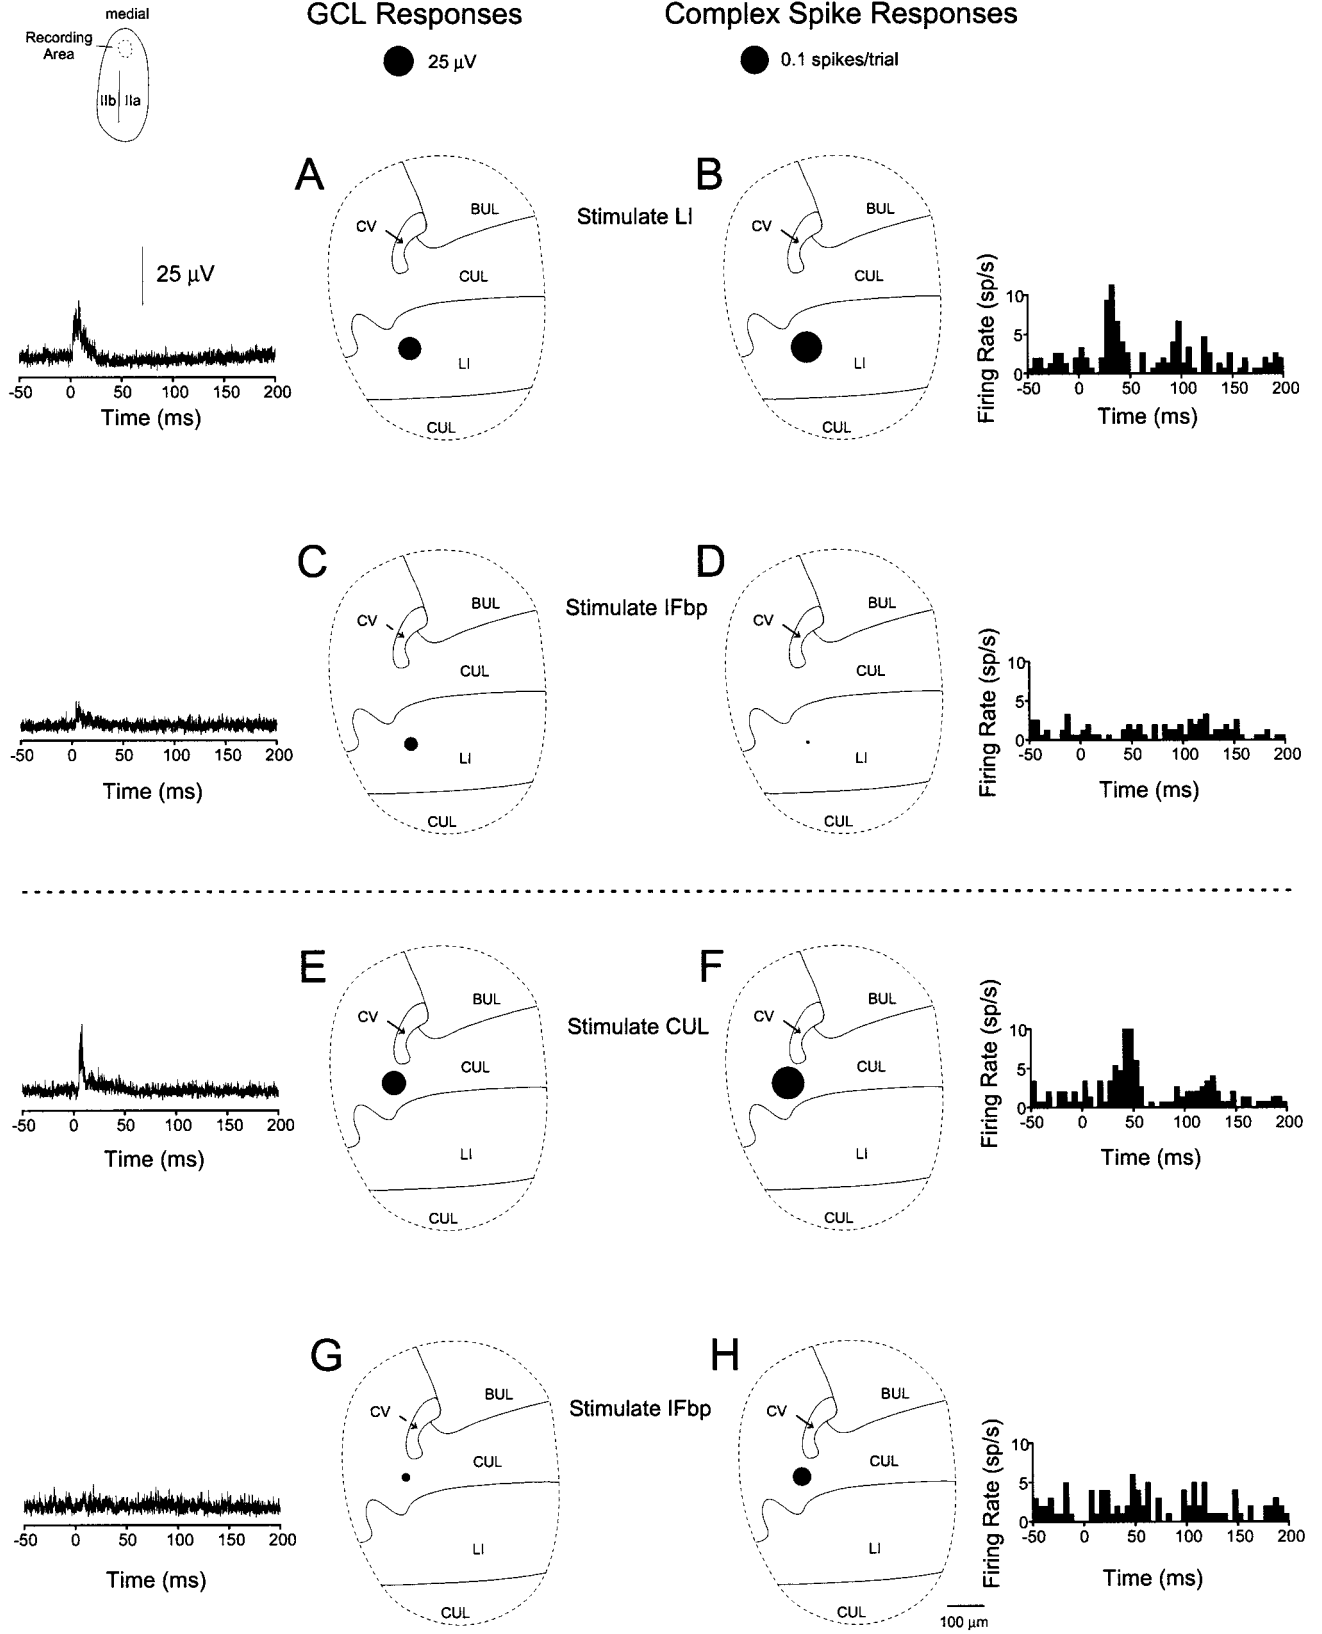 medial
Recording
Area
IIb IIa
GCL Responses
25 μV
Complex Spike Responses
0.1 spikes/trial
25 μV
-50 0 50 100 150 200
Time (ms)
A
CV
BUL
CUL
LI
CUL
Stimulate LI
B
CV
BUL
CUL
LI
CUL
Firing Rate (sp/s)
10
5
0
-50 0 50 100 150 200
Time (ms)
-50 0 50 100 150 200
Time (ms)
C
CV
BUL
CUL
LI
CUL
Stimulate IFbp
D
CV
BUL
CUL
LI
CUL
Firing Rate (sp/s)
10
5
0
-50 0 50 100 150 200
Time (ms)
-50 0 50 100 150 200
Time (ms)
E
CV
BUL
CUL
LI
CUL
Stimulate CUL
F
CV
BUL
CUL
LI
CUL
Firing Rate (sp/s)
10
5
0
-50 0 50 100 150 200
Time (ms)
-50 0 50 100 150 200
Time (ms)
G
CV
BUL
CUL
LI
CUL
Stimulate IFbp
H
CV
BUL
CUL
LI
CUL
100 μm
Firing Rate (sp/s)
10
5
0
-50 0 50 100 150 200
Time (ms)